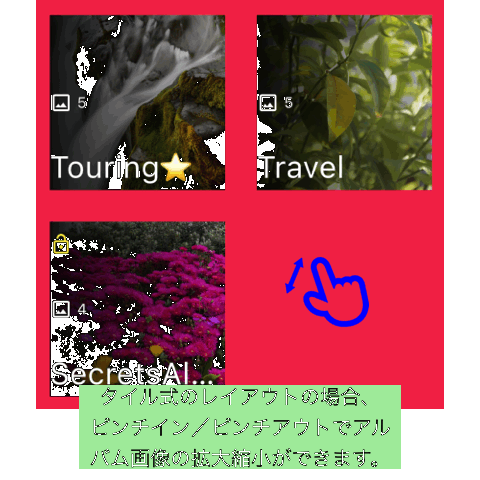 5
5
Touring⭐
Travel
4
SecretsAl...
タイル式のレイアウトの場合、
ピンチイン／ピンチアウトでアル
バム画像の拡大縮小ができます。